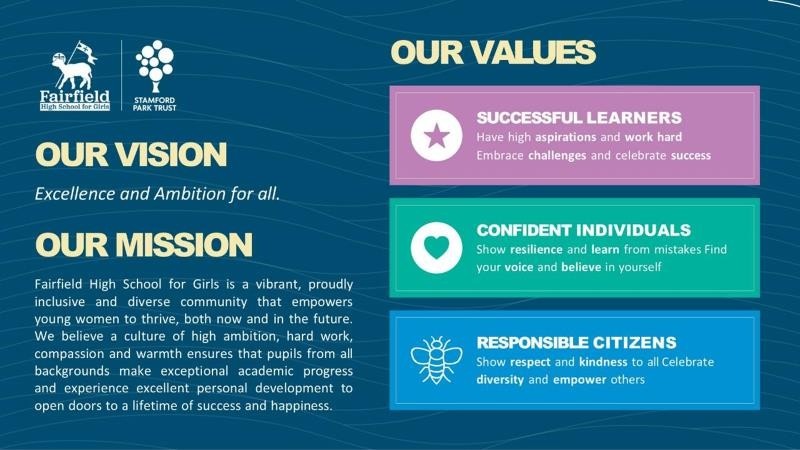 Fairfield
High School for Girls
STAMFORD
PARK TRUST
OUR VISION
Excellence and Ambition for all.
OUR MISSION
Fairfield High School for Girls is a vibrant, proudly
inclusive and diverse community that empowers
young women to thrive, both now and in the future.
We believe a culture of high ambition, hard work,
compassion and warmth ensures that pupils from all
backgrounds make exceptional academic progress
and experience excellent personal development to
open doors to a lifetime of success and happiness.
OUR VALUES
SUCCESSFUL LEARNERS
Have high aspirations and work hard
Embrace challenges and celebrate success
CONFIDENT INDIVIDUALS
Show resilience and learn from mistakes Find
your voice and believe in yourself
RESPONSIBLE CITIZENS
Show respect and kindness to all Celebrate
diversity and empower others